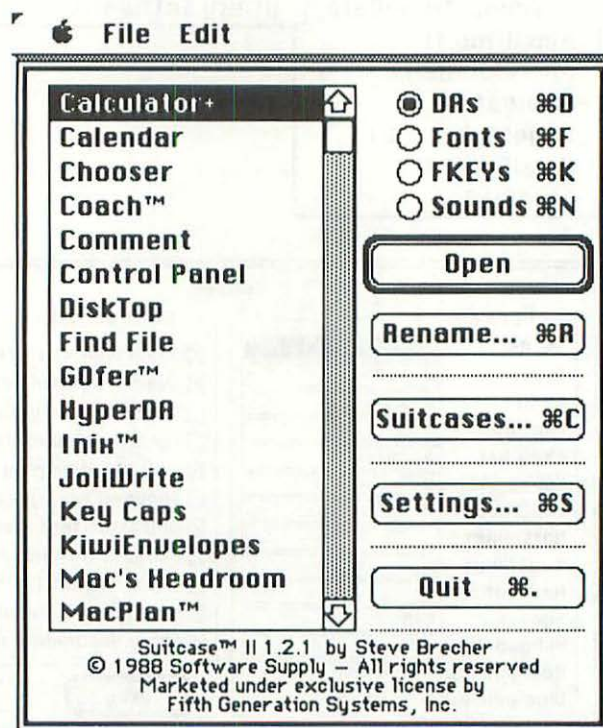 File Edit
Calculator+
Calendar
Chooser
Coach™
Comment
Control Panel
DiskTop
Find File
GOfer™
HyperDA
Inix™
JoliWrite
Key Caps
KiwiEnvelopes
Mac's Headroom
MacPlan™
DAs ⌘D
Fonts ⌘F
FKEYs ⌘K
Sounds ⌘N
Open
Rename... ⌘R
Suitcases... ⌘C
Settings... ⌘S
Quit ⌘.
Suitcase™ II 1.2.1 by Steve Brecher
© 1988 Software Supply – All rights reserved
Marketed under exclusive license by
Fifth Generation Systems, Inc.